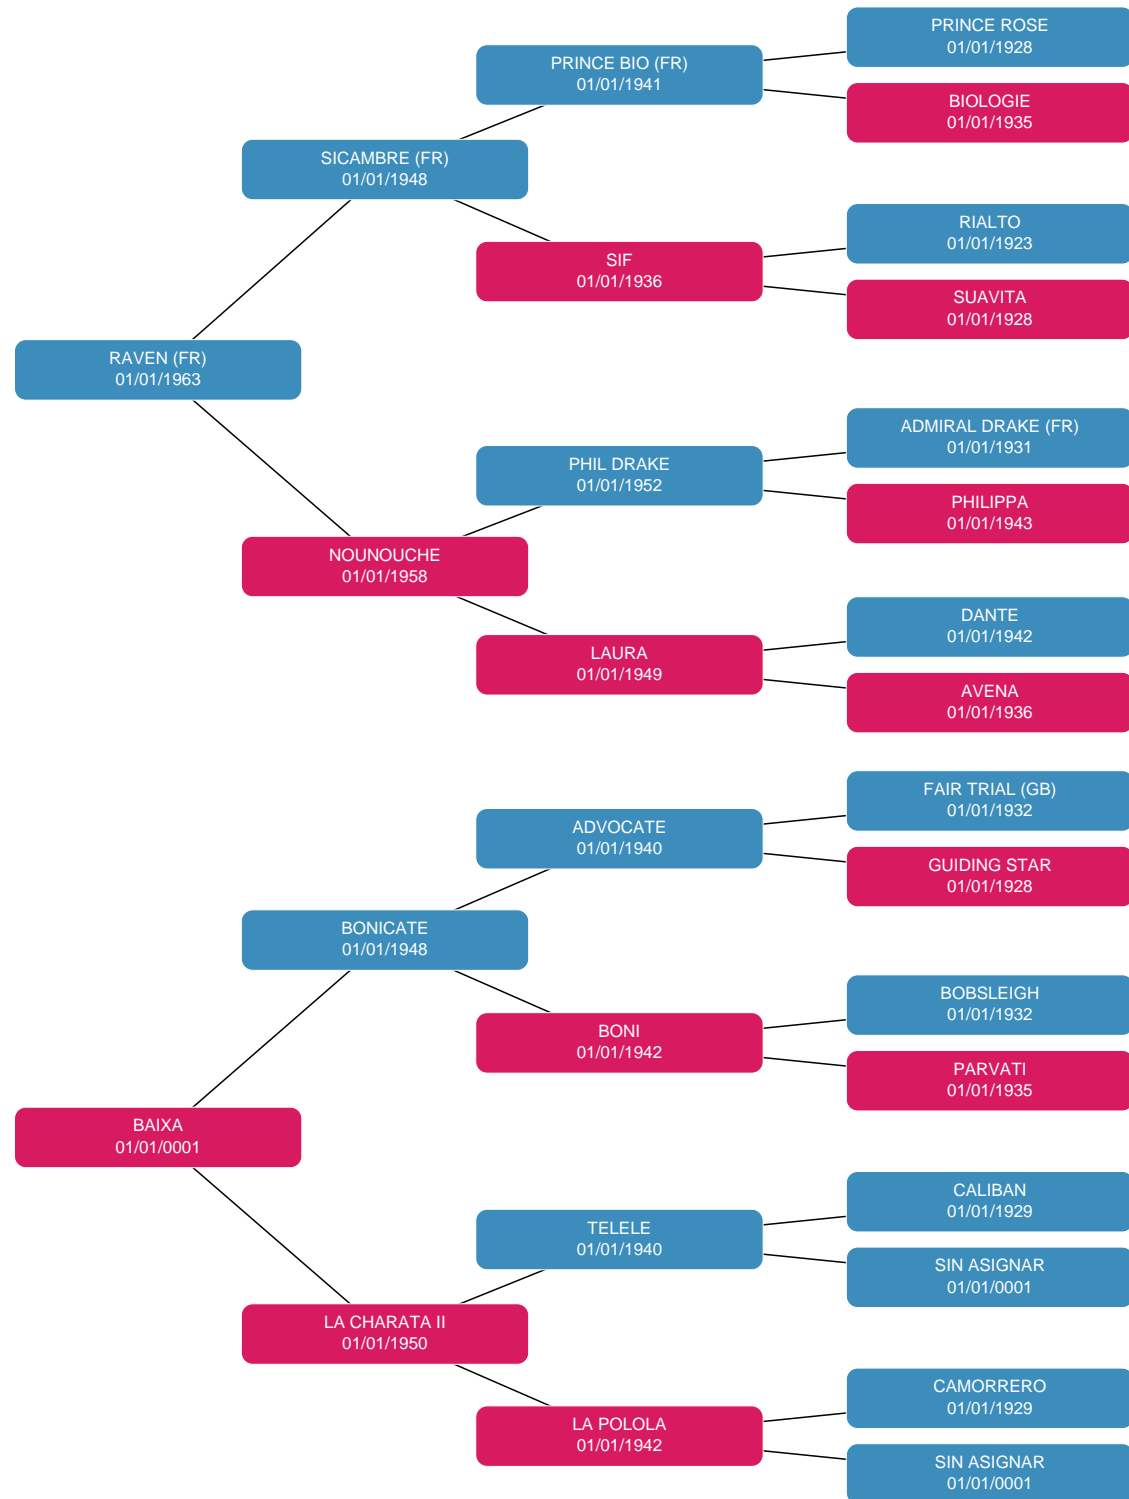 PRINCE ROSE
01/01/1928
PRINCE BIO (FR)
01/01/1941
BIOLOGIE
01/01/1935
SICAMBRE (FR)
01/01/1948
RIALTO
01/01/1923
SIF
01/01/1936
SUAVITA
01/01/1928
RAVEN (FR)
01/01/1963
ADMIRAL DRAKE (FR)
01/01/1931
PHIL DRAKE
01/01/1952
PHILIPPA
01/01/1943
NOUNOUCHE
01/01/1958
DANTE
01/01/1942
LAURA
01/01/1949
AVENA
01/01/1936
FAIR TRIAL (GB)
01/01/1932
ADVOCATE
01/01/1940
GUIDING STAR
01/01/1928
BONICATE
01/01/1948
BOBSLEIGH
01/01/1932
BONI
01/01/1942
PARVATI
01/01/1935
BAIXA
01/01/0001
CALIBAN
01/01/1929
TELELE
01/01/1940
SIN ASIGNAR
01/01/0001
LA CHARATA II
01/01/1950
CAMORRERO
01/01/1929
LA POLOLA
01/01/1942
SIN ASIGNAR
01/01/0001